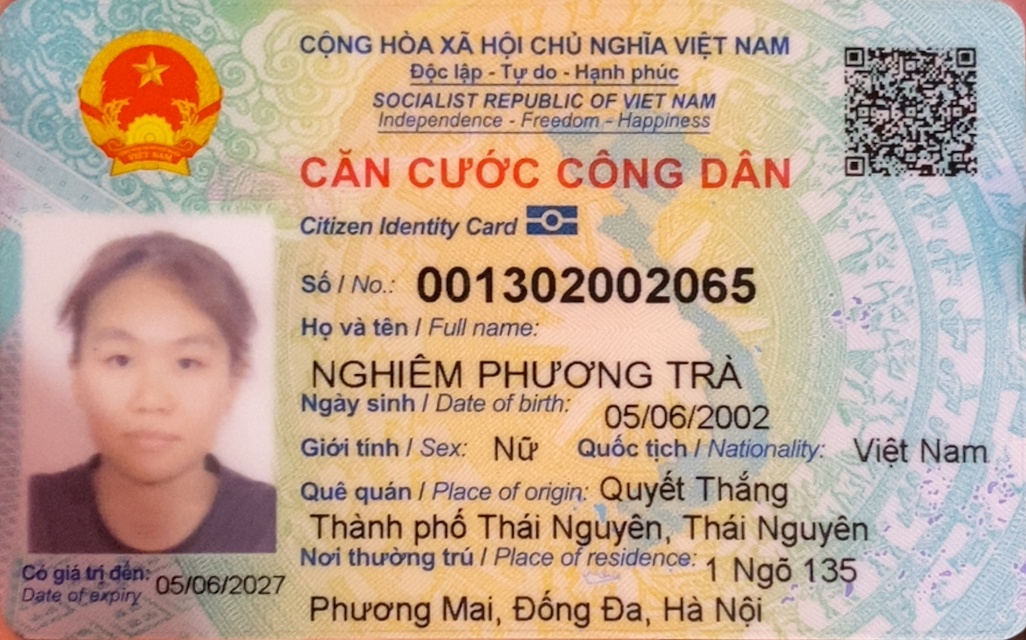 CỘNG HÒA XÃ HỘI CHỦ NGHĨA VIỆT NAM
Độc lập - Tự do - Hạnh phúc
SOCIALIST REPUBLIC OF VIET NAM
Independence - Freedom - Happiness
CĂN CƯỚC CÔNG DÂN
Citizen Identity Card
Số / No.: 001302002065
Họ và tên / Full name:
NGHIÊM PHƯƠNG TRÀ
Ngày sinh / Date of birth: 05/06/2002
Giới tính / Sex: Nữ Quốc tịch / Nationality: Việt Nam
Quê quán / Place of origin: Quyết Thắng
Thành phố Thái Nguyên, Thái Nguyên
Nơi thường trú / Place of residence: 1 Ngõ 135
Phương Mai, Đống Đa, Hà Nội
Có giá trị đến: 05/06/2027
Date of expiry
VIỆT NAM